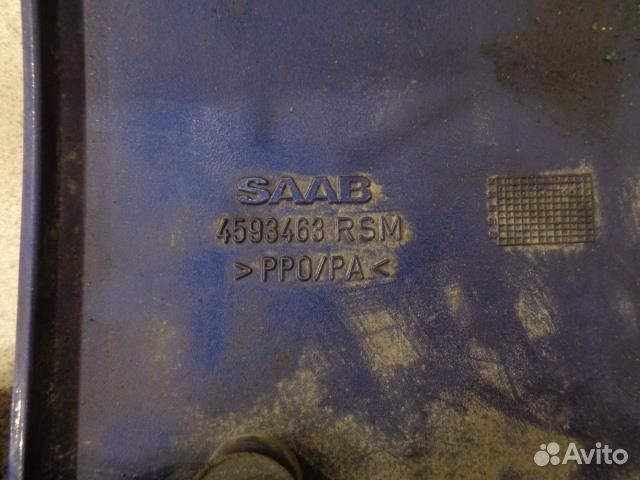 SAAB
4593463 RSM
>PPO/PA<
Avito